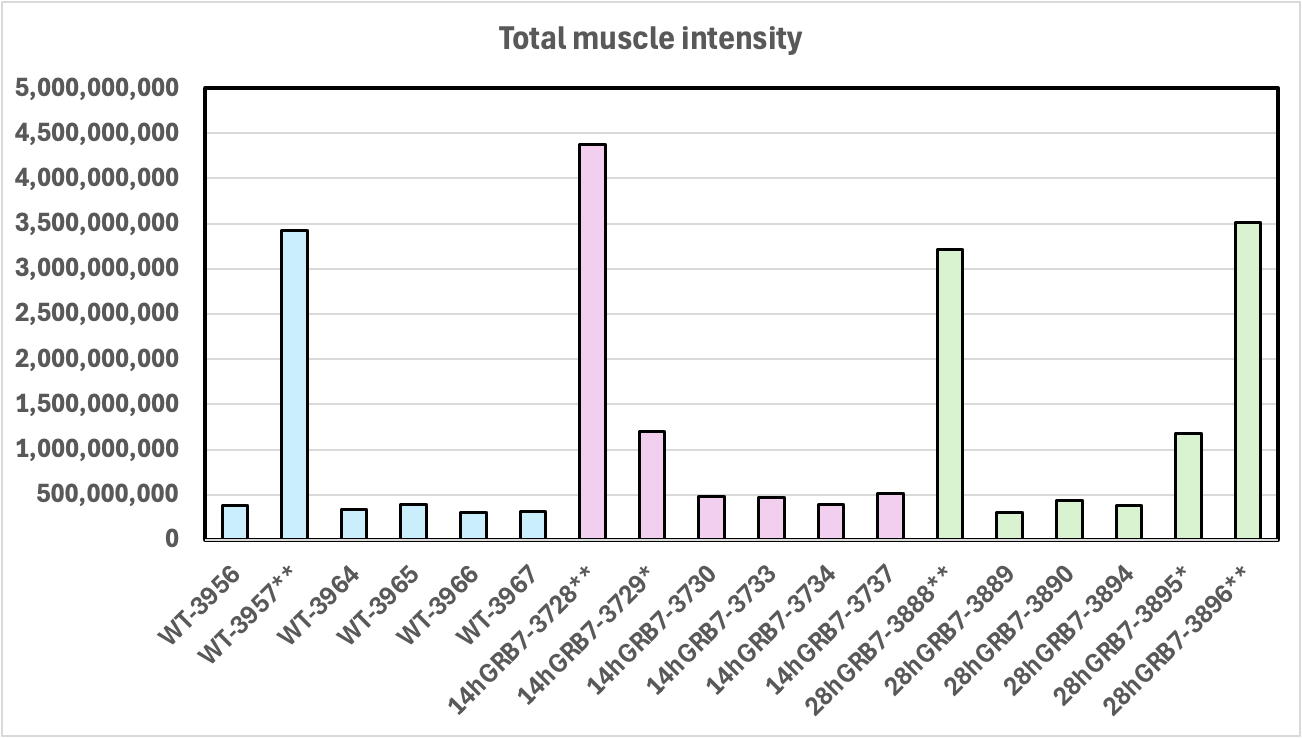 Total muscle intensity
5,000,000,000
4,500,000,000
4,000,000,000
3,500,000,000
3,000,000,000
2,500,000,000
2,000,000,000
1,500,000,000
1,000,000,000
500,000,000
0
WT-3956
WT-3957**
WT-3964
WT-3965
WT-3966
WT-3967
14hGRB7-3728**
14hGRB7-3729*
14hGRB7-3730
14hGRB7-3733
14hGRB7-3734
14hGRB7-3737
28hGRB7-3888**
28hGRB7-3889
28hGRB7-3890
28hGRB7-3894
28hGRB7-3895*
28hGRB7-3896**